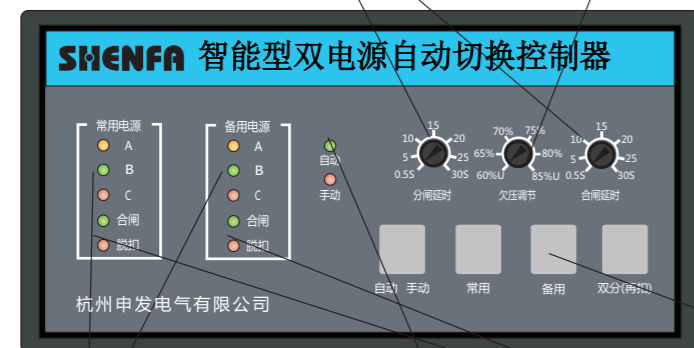 SHENFA 智能型双电源自动切换控制器
常用电源
A
B
C
合闸
脱扣
备用电源
A
B
C
合闸
脱扣
自动
手动
0.5S 5 10 15 20 25 30S
分闸延时
60%U 65% 70% 75% 80% 85%U
欠压调节
0.5S 5 10 15 20 25 30S
合闸延时
自动 手动
常用
备用
双分(再扣)
杭州申发电气有限公司